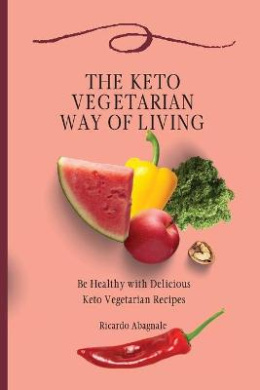 THE KETO
VEGETARIAN
WAY OF LIVING
Be Healthy with Delicious
Keto Vegetarian Recipes
Ricardo Abagnale